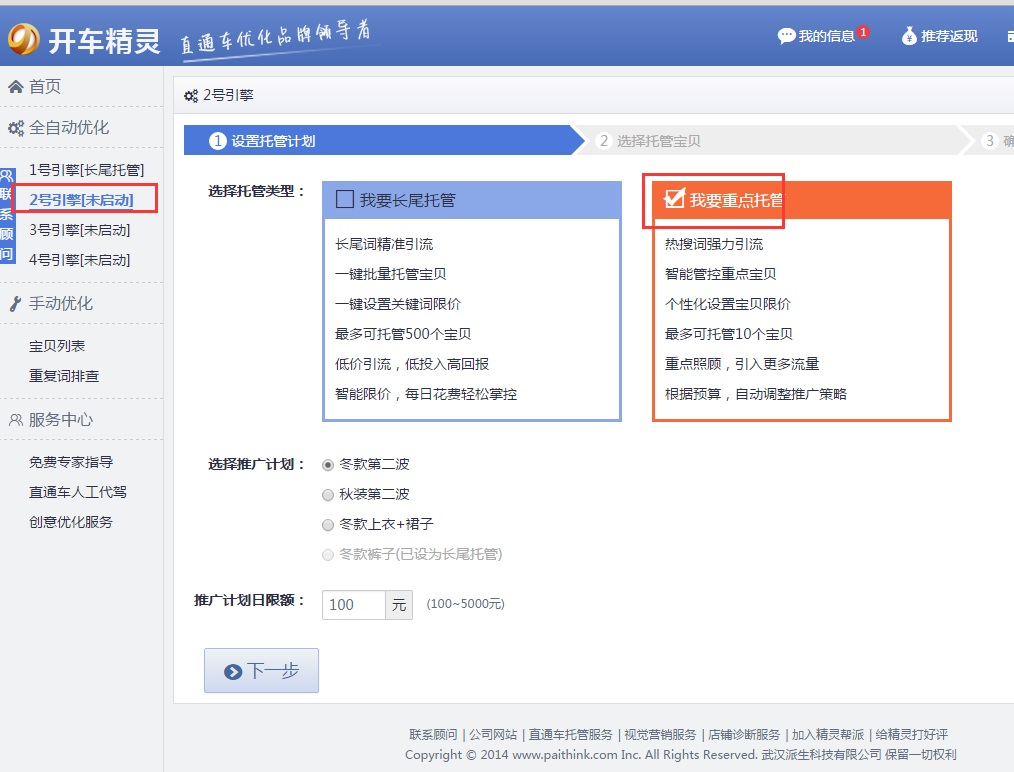 开车精灵 直通车优化品牌领导者 我的信息 1 推荐返现
首页
全自动优化
1号引擎[长尾托管]
2号引擎[未启动]
3号引擎[未启动]
4号引擎[未启动]
联系顾问
手动优化
宝贝列表
重复词排查
服务中心
免费专家指导
直通车人工代驾
创意优化服务
2号引擎
1 设置托管计划 2 选择托管宝贝 3
选择托管类型：
我要长尾托管
长尾词精准引流
一键批量托管宝贝
一键设置关键词限价
最多可托管500个宝贝
低价引流，低投入高回报
智能限价，每日花费轻松掌控
我要重点托管
热搜词强力引流
智能管控重点宝贝
个性化设置宝贝限价
最多可托管10个宝贝
重点照顾，引入更多流量
根据预算，自动调整推广策略
选择推广计划：
冬款第二波
秋装第二波
冬款上衣+裙子
冬款裤子(已设为长尾托管)
推广计划日限额： 100 元 (100~5000元)
下一步
联系顾问 | 公司网站 | 直通车托管服务 | 视觉营销服务 | 店铺诊断服务 | 加入精灵帮派 | 给精灵打好评
Copyright © 2014 www.paithink.com Inc. All Rights Reserved. 武汉派生科技有限公司 保留一切权利